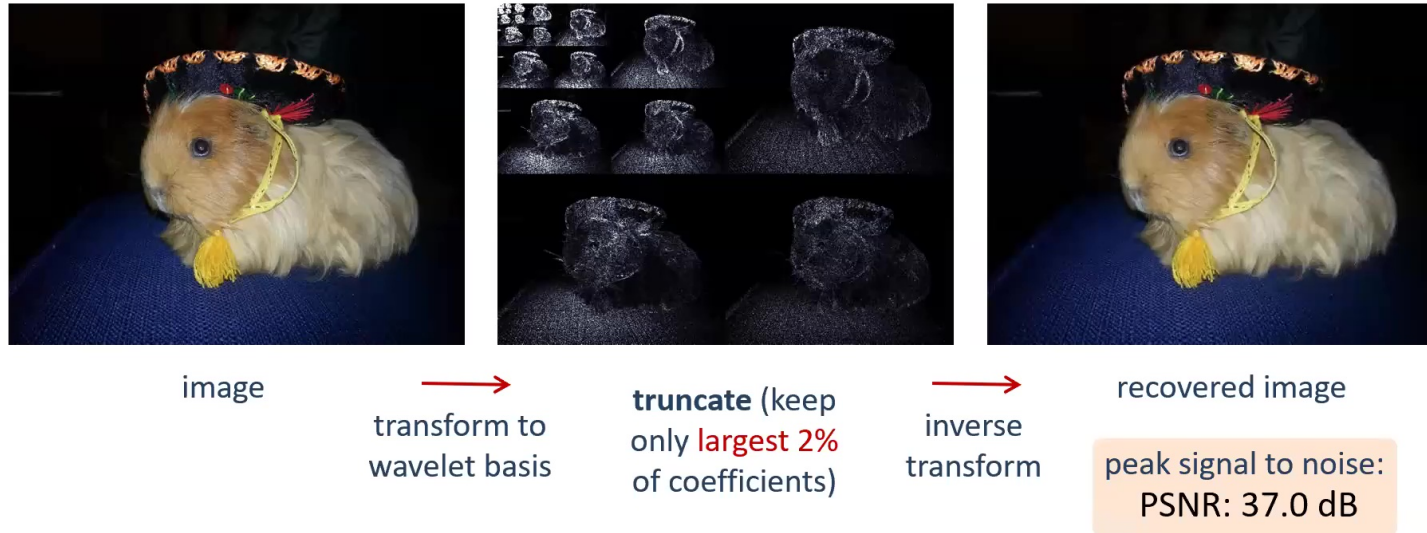 image
transform to
wavelet basis
truncate (keep
only largest 2%
of coefficients)
inverse
transform
recovered image
peak signal to noise:
PSNR: 37.0 dB